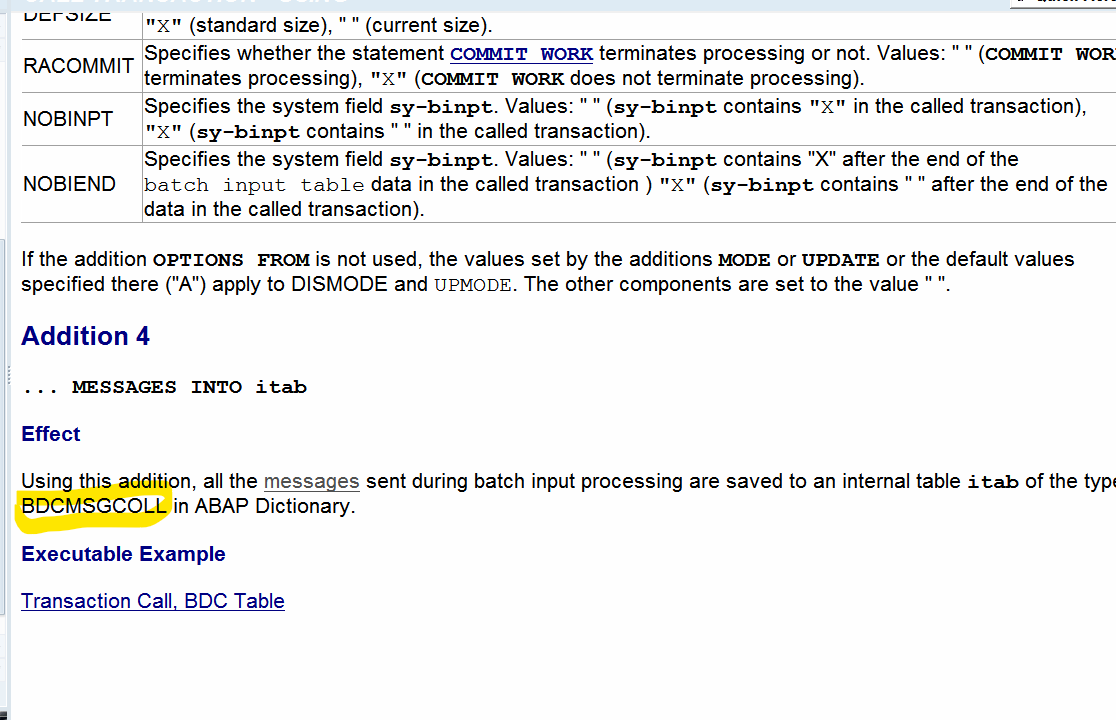 DEFSIZE
"X" (standard size), " " (current size).
RACOMMIT
Specifies whether the statement COMMIT WORK terminates processing or not. Values: " " (COMMIT WOR
terminates processing), "X" (COMMIT WORK does not terminate processing).
NOBINPT
Specifies the system field sy-binpt. Values: " " (sy-binpt contains "X" in the called transaction),
"X" (sy-binpt contains " " in the called transaction).
NOBIEND
Specifies the system field sy-binpt. Values: " " (sy-binpt contains "X" after the end of the
batch input table data in the called transaction ) "X" (sy-binpt contains " " after the end of the
data in the called transaction).
If the addition OPTIONS FROM is not used, the values set by the additions MODE or UPDATE or the default values
specified there ("A") apply to DISMODE and UPMODE. The other components are set to the value " ".
Addition 4
... MESSAGES INTO itab
Effect
Using this addition, all the messages sent during batch input processing are saved to an internal table itab of the type
BDCMSGCOLL in ABAP Dictionary.
Executable Example
Transaction Call, BDC Table